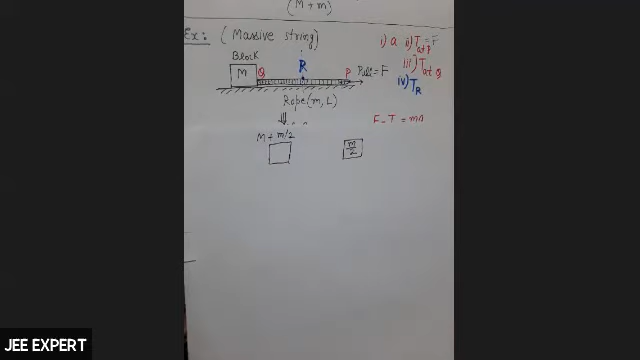 (M+m)
Ex: (Massive string)
i) a ii) T at P = F
Block
iii) T at Q
M Q R P Pull = F
iv) T R
Rope (m, L)
F - T = ma
M + m/2
m/2
JEE EXPERT